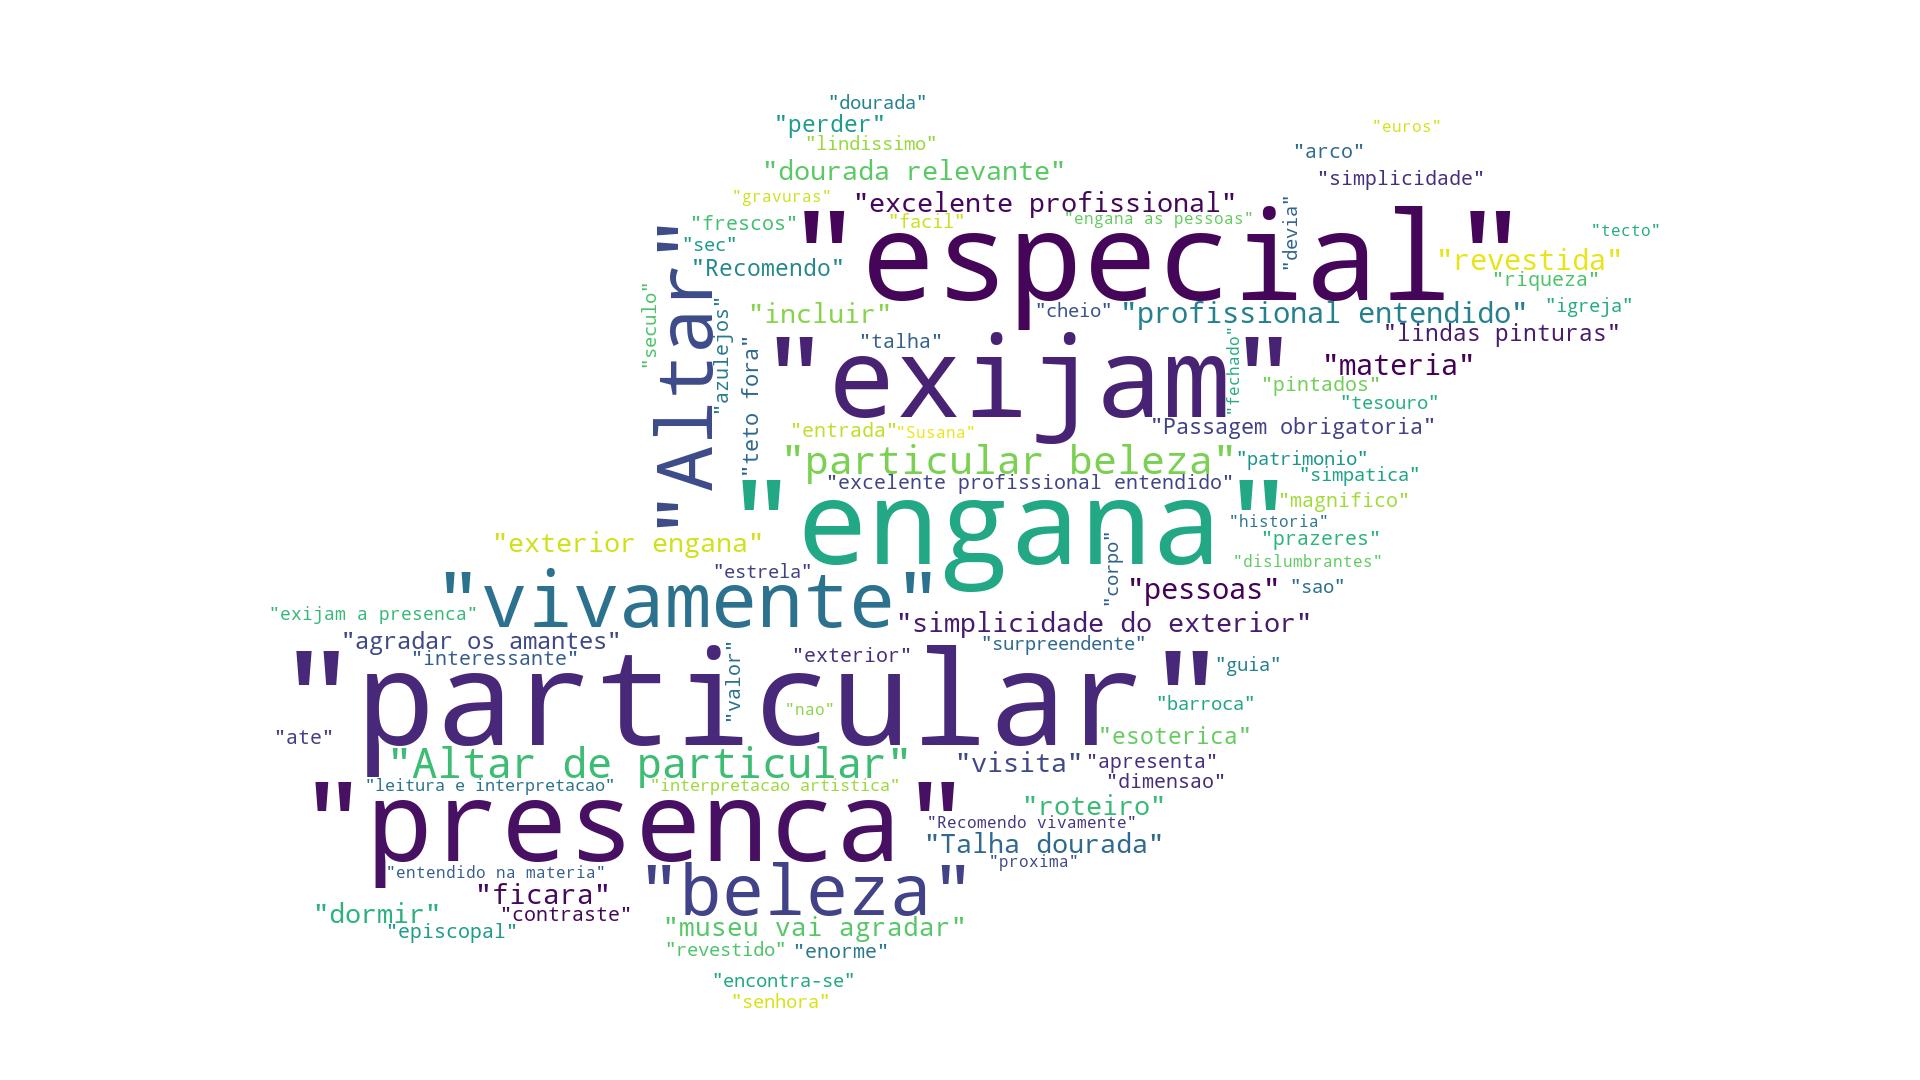 "dourada"
"perder"
"euros"
"lindissimo"
"arco"
"dourada relevante"
"simplicidade"
"gravuras"
"excelente profissional"
"frescos"
"facil"
"engana as pessoas"
"devia"
"tecto"
"sec"
"especial"
"revestida"
"Recomendo"
"riqueza"
"Altar"
"seculo"
"azulejos"
"incluir"
"cheio"
"profissional entendido"
"igreja"
"talha"
"lindas pinturas"
"teto fora"
"exijam"
"fechado"
"materia"
"pintados"
"tesouro"
"entrada"
"Susana"
"Passagem obrigatoria"
"particular beleza"
"patrimonio"
"excelente profissional entendido"
"simpatica"
"magnifico"
"engana"
"historia"
"exterior engana"
"prazeres"
"dislumbrantes"
"estrela"
"corpo"
"pessoas"
"sao"
"vivamente"
"exijam a presenca"
"simplicidade do exterior"
"agradar os amantes"
"surpreendente"
"interessante"
"exterior"
"guia"
"valor"
"particular"
"nao"
"barroca"
"ate"
"esoterica"
"Altar de particular"
"visita"
"apresenta"
"dimensao"
"leitura e interpretacao"
"interpretacao artistica"
"roteiro"
"presenca"
"Recomendo vivamente"
"Talha dourada"
"proxima"
"entendido na materia"
"beleza"
"ficara"
"dormir"
"contraste"
"episcopal"
"museu vai agradar"
"revestido"
"enorme"
"encontra-se"
"senhora"